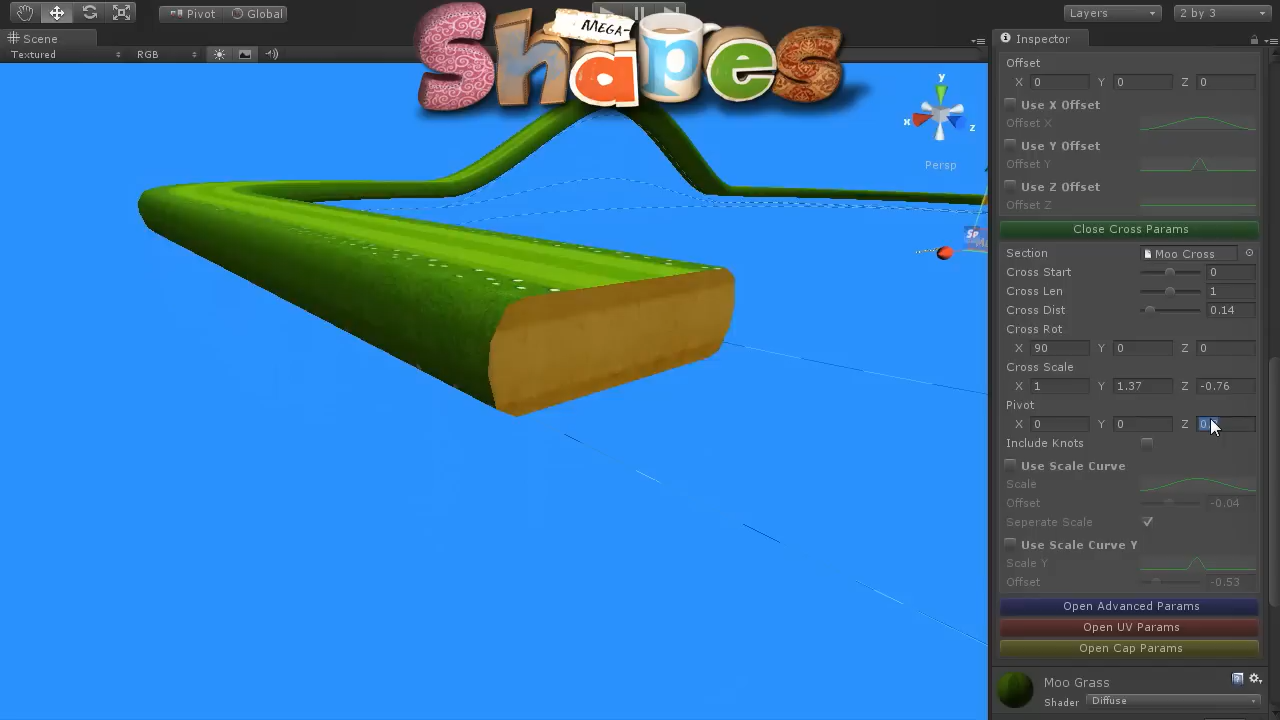 Pivot Global
Layers 2 by 3
MEGA-
Shapes
Scene
Inspector
Textured RGB
y
x
z
Persp
Offset
X 0 Y 0 Z 0
Use X Offset
Offset X
Use Y Offset
Offset Y
Use Z Offset
Offset Z
Close Cross Params
Section Moo Cross
Cross Start 0
Cross Len 1
Cross Dist 0.14
Cross Rot
X 90 Y 0 Z 0
Cross Scale
X 1 Y 1.37 Z -0.76
Pivot
X 0 Y 0 Z
Include Knots
Use Scale Curve
Scale
Offset -0.04
Seperate Scale
Use Scale Curve Y
Scale Y
Offset -0.53
Open Advanced Params
Open UV Params
Open Cap Params
Moo Grass
Shader Diffuse